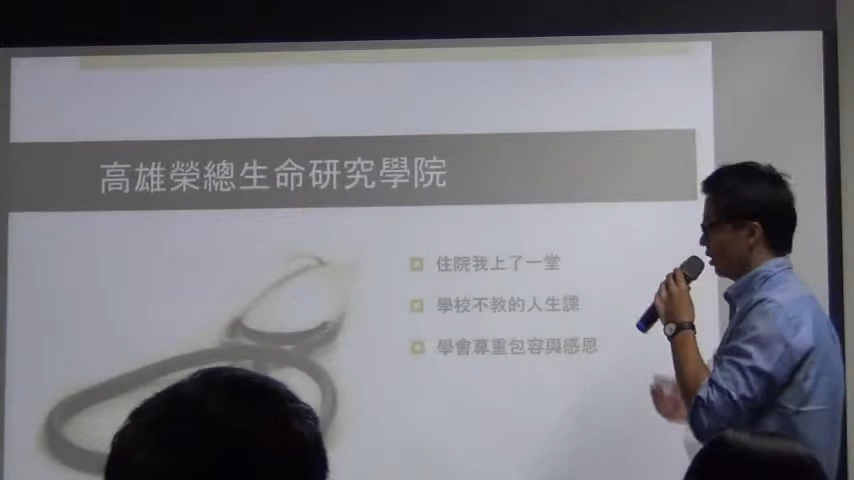 高雄榮總生命研究學院
住院我上了一堂
學校不教的人生課
學會尊重包容與感恩